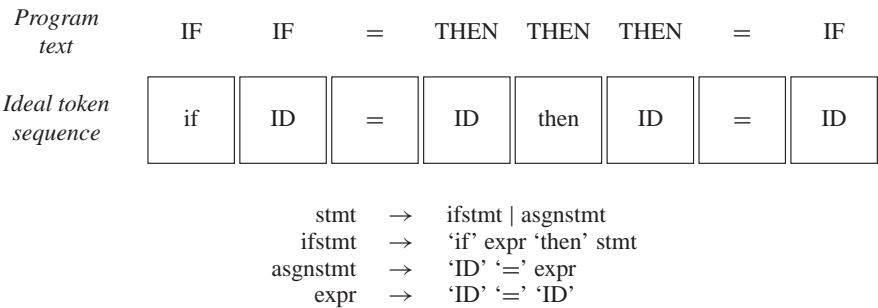 Program text IF IF = THEN THEN THEN = IF
Ideal token sequence if ID = ID then ID = ID
stmt → ifstmt | asgnstmt
ifstmt → ‘if’ expr ‘then’ stmt
asgnstmt → ‘ID’ ‘=’ expr
expr → ‘ID’ ‘=’ ‘ID’